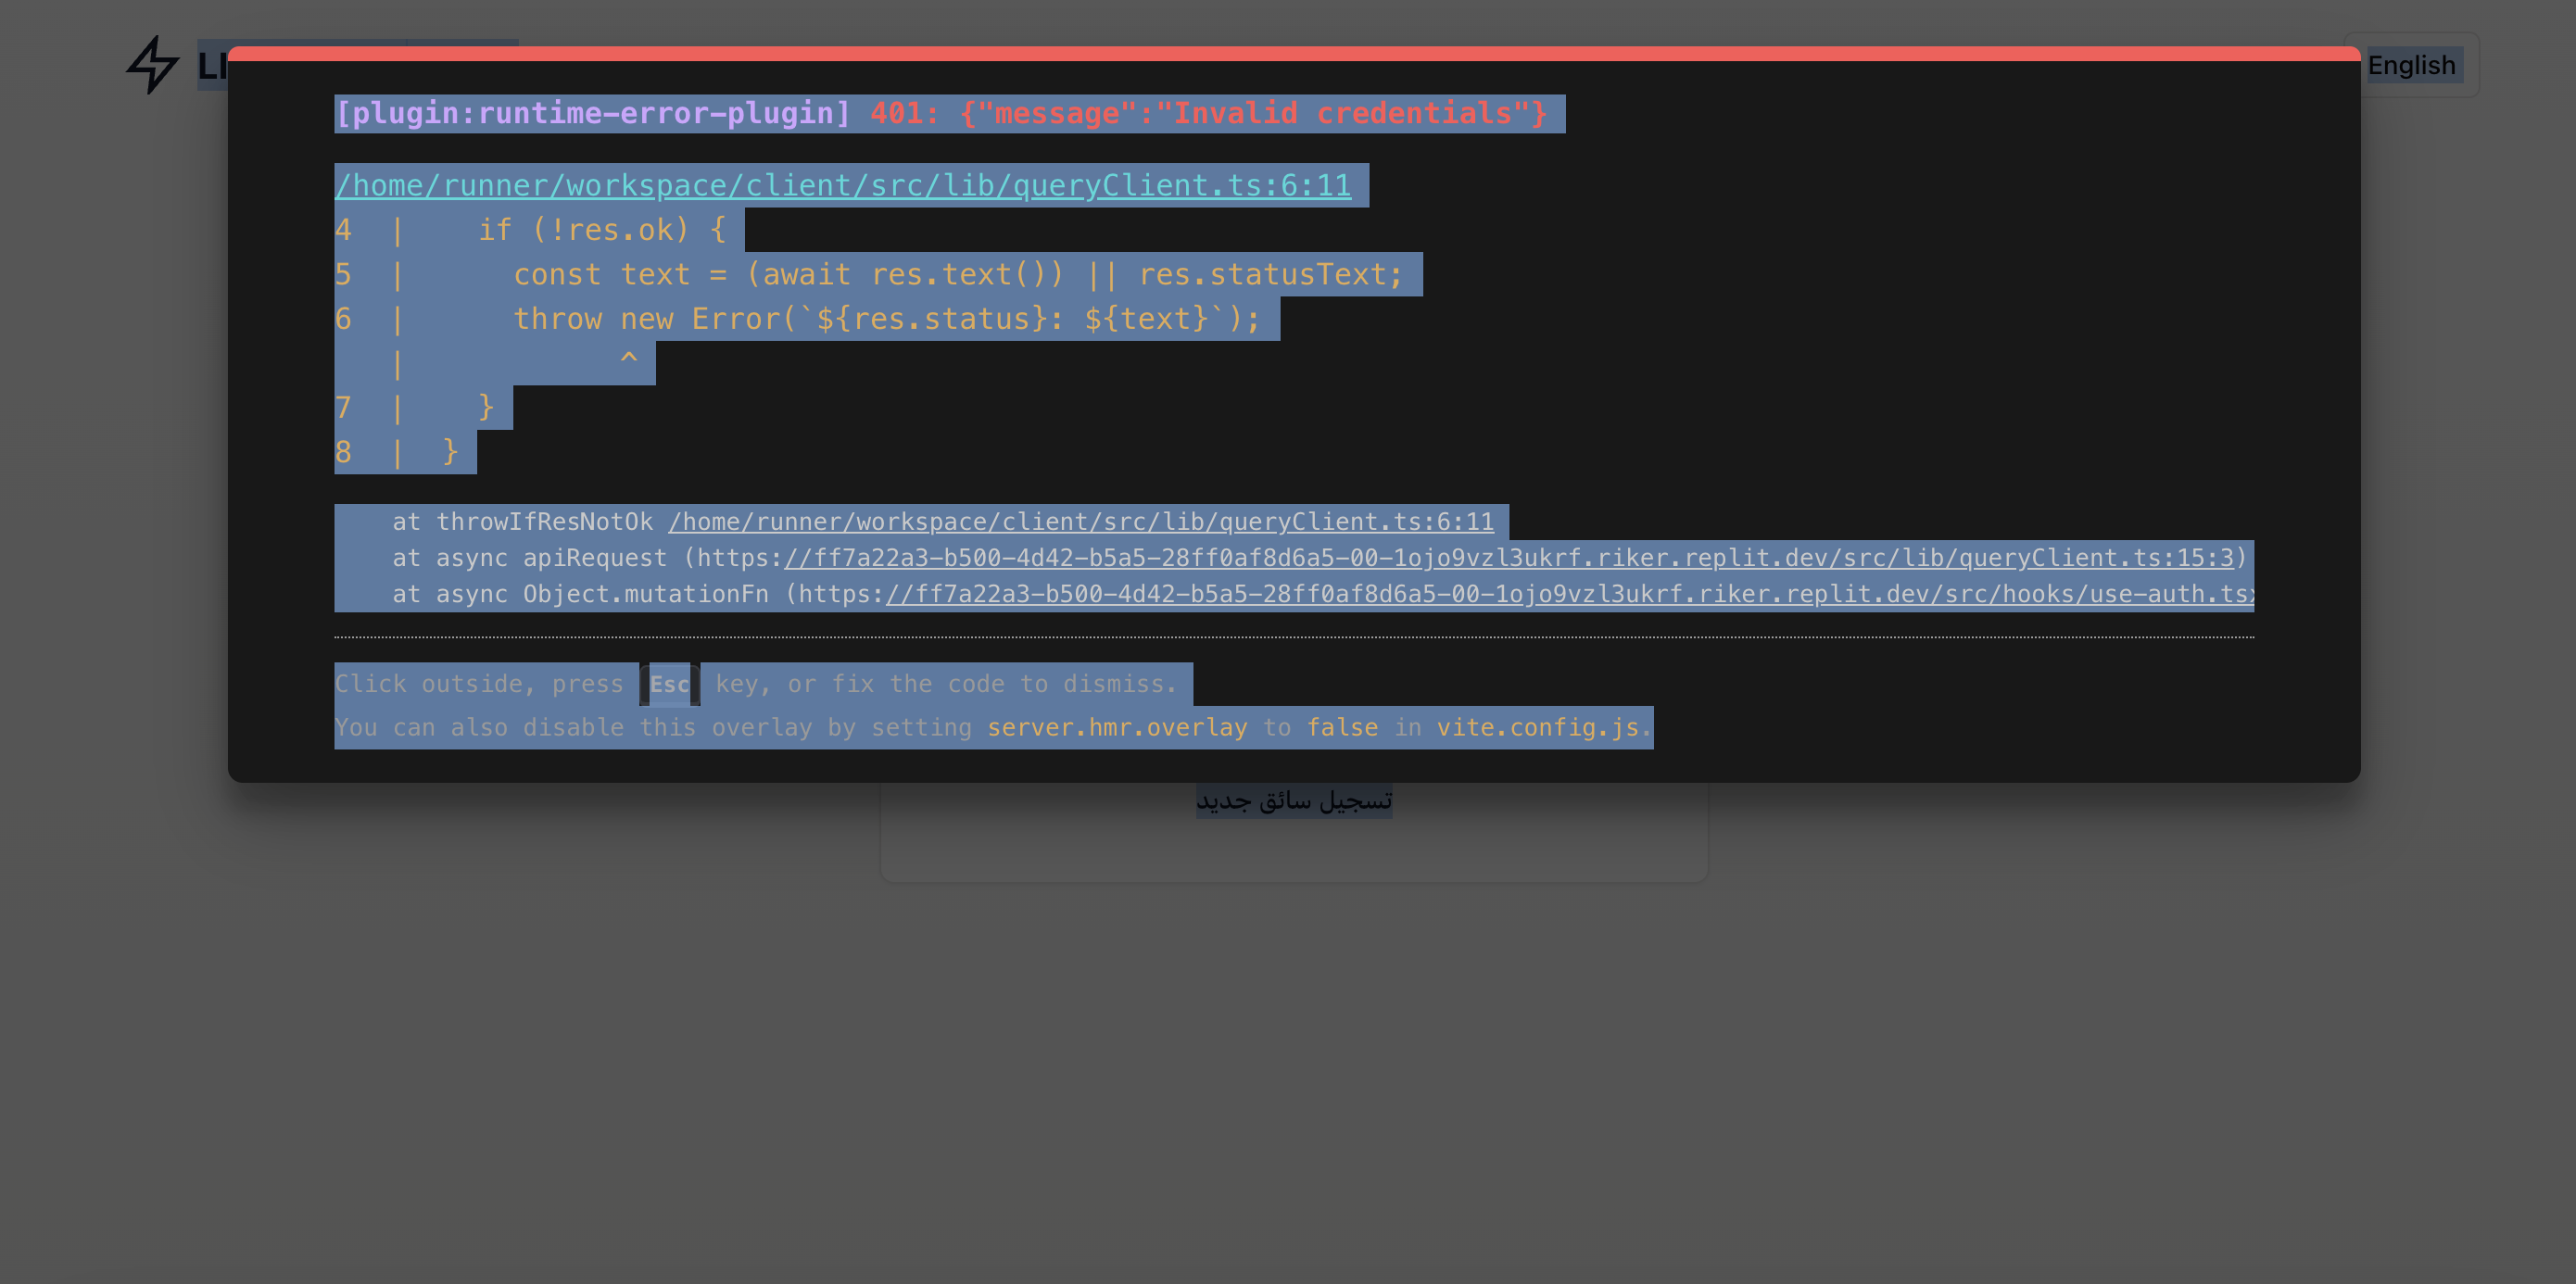 English
[plugin:runtime-error-plugin] 401: {"message":"Invalid credentials"}
/home/runner/workspace/client/src/lib/queryClient.ts:6:11
4  |    if (!res.ok) {
5  |      const text = (await res.text()) || res.statusText;
6  |      throw new Error(`${res.status}: ${text}`);
   |            ^
7  |    }
8  |  }
at throwIfResNotOk /home/runner/workspace/client/src/lib/queryClient.ts:6:11
at async apiRequest (https://ff7a22a3-b500-4d42-b5a5-28ff0af8d6a5-00-1ojo9vzl3ukrf.riker.replit.dev/src/lib/queryClient.ts:15:3)
at async Object.mutationFn (https://ff7a22a3-b500-4d42-b5a5-28ff0af8d6a5-00-1ojo9vzl3ukrf.riker.replit.dev/src/hooks/use-auth.ts
Click outside, press Esc key, or fix the code to dismiss.
You can also disable this overlay by setting server.hmr.overlay to false in vite.config.js.
تسجيل سائق جديد